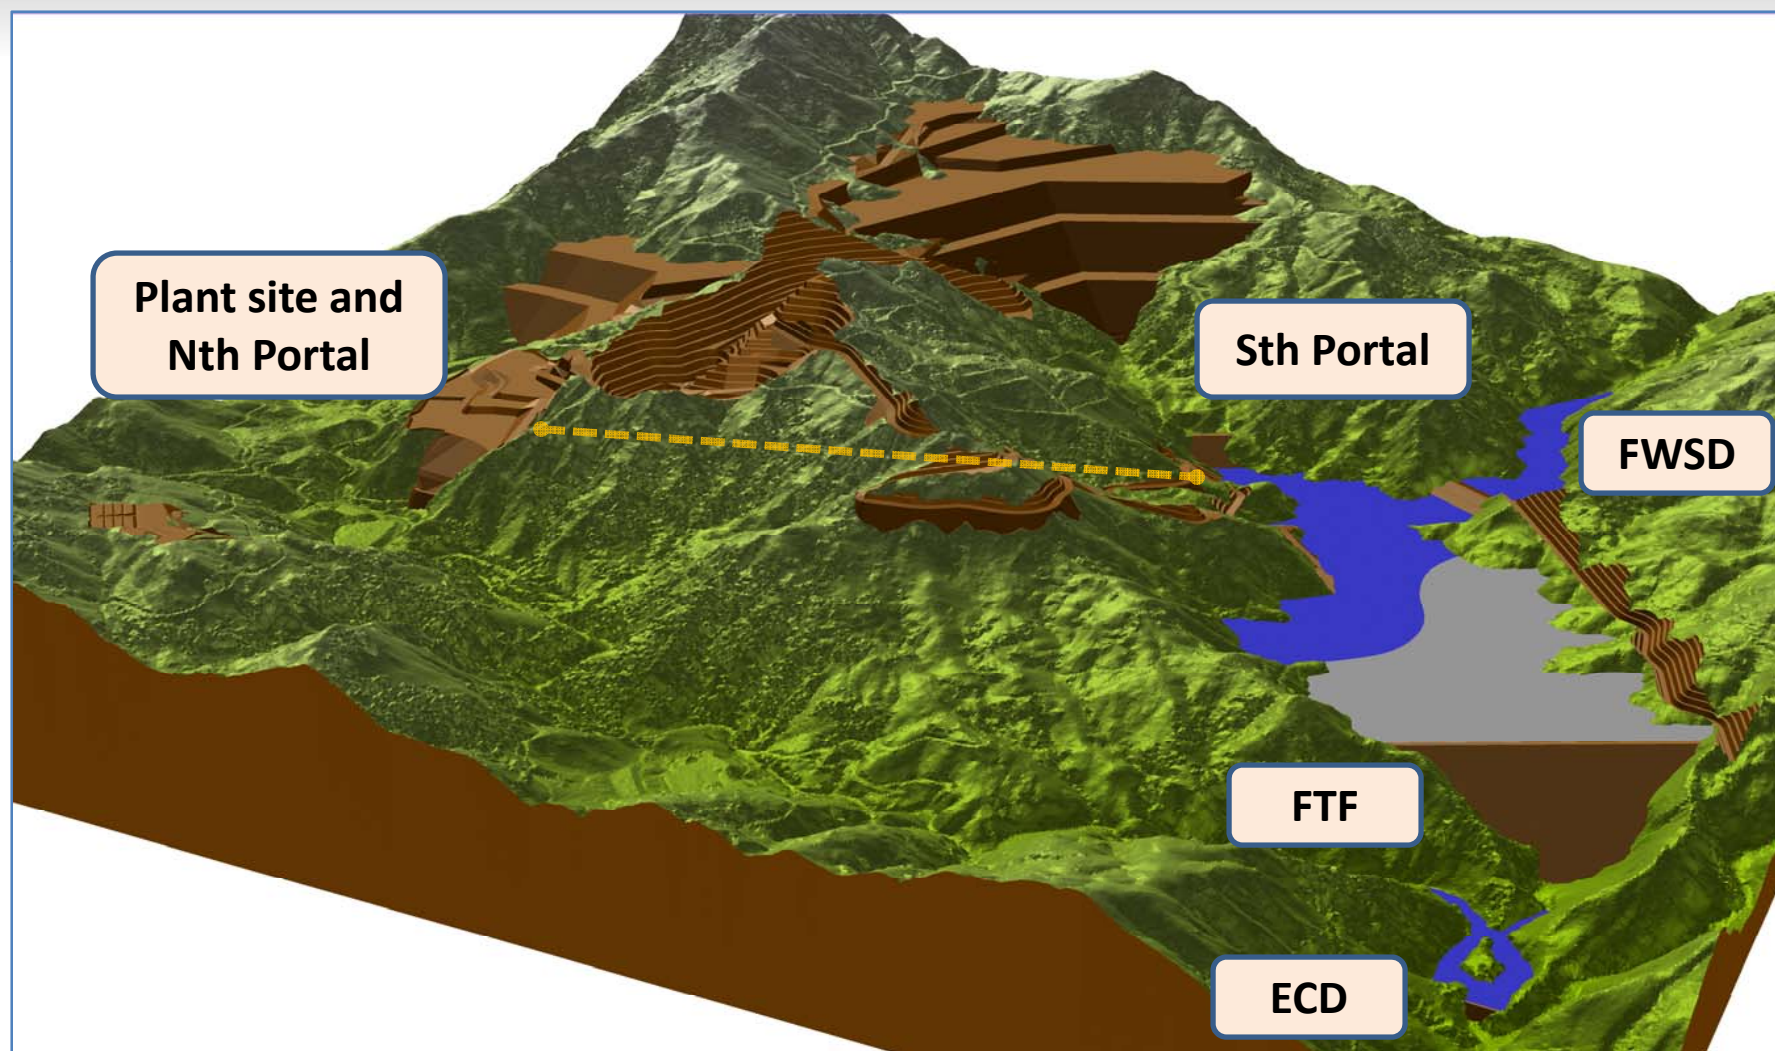 Plant site and
Nth Portal
Sth Portal
FWSD
FTF
ECD